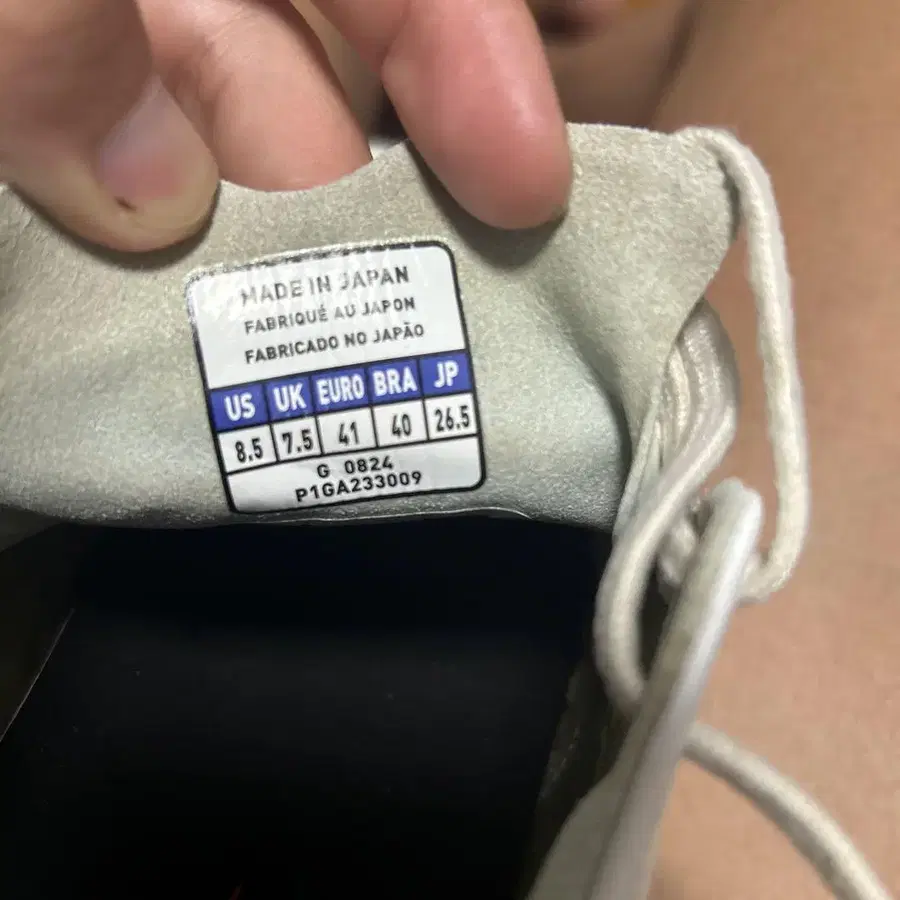 MADE IN JAPAN
FABRIQUÉ AU JAPON
FABRICADO NO JAPÃO
US UK EURO BRA JP
8.5 7.5 41 40 26.5
G 0824
P1GA233009